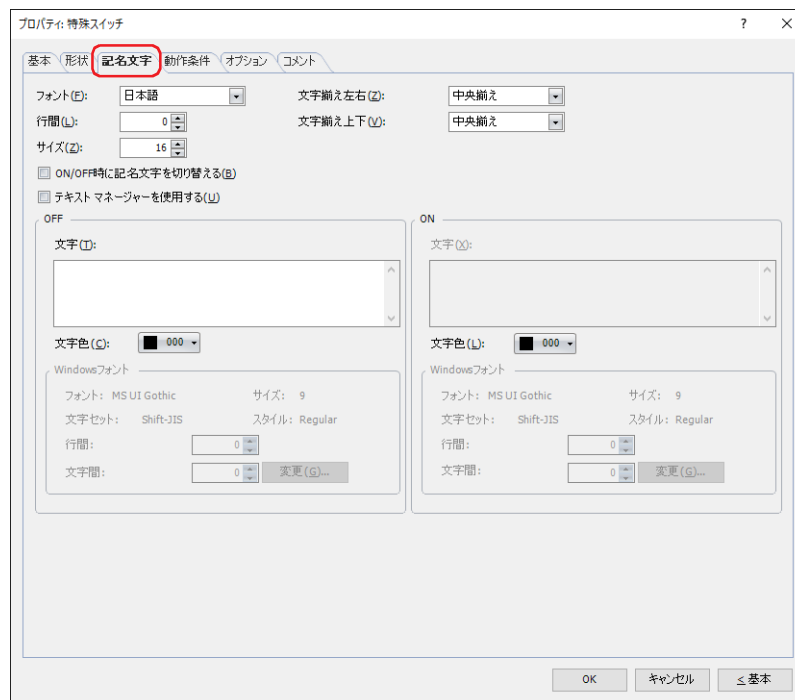 プロパティ: 特殊スイッチ ?
基本 形状 記名文字 動作条件 オプション コメント
フォント(F): 日本語 文字揃え左右(Z): 中央揃え
行間(L): 0 文字揃え上下(V): 中央揃え
サイズ(Z): 16
ON/OFF時に記名文字を切り替える(B)
テキスト マネージャーを使用する(U)
OFF ON
文字(T): 文字(X):
文字色(C): 000 文字色(L): 000
Windowsフォント Windowsフォント
フォント: MS UI Gothic サイズ: 9 フォント: MS UI Gothic サイズ: 9
文字セット: Shift-JIS スタイル: Regular 文字セット: Shift-JIS スタイル: Regular
行間: 0 行間: 0
文字間: 0 変更(G)... 文字間: 0 変更(G)...
OK キャンセル < 基本